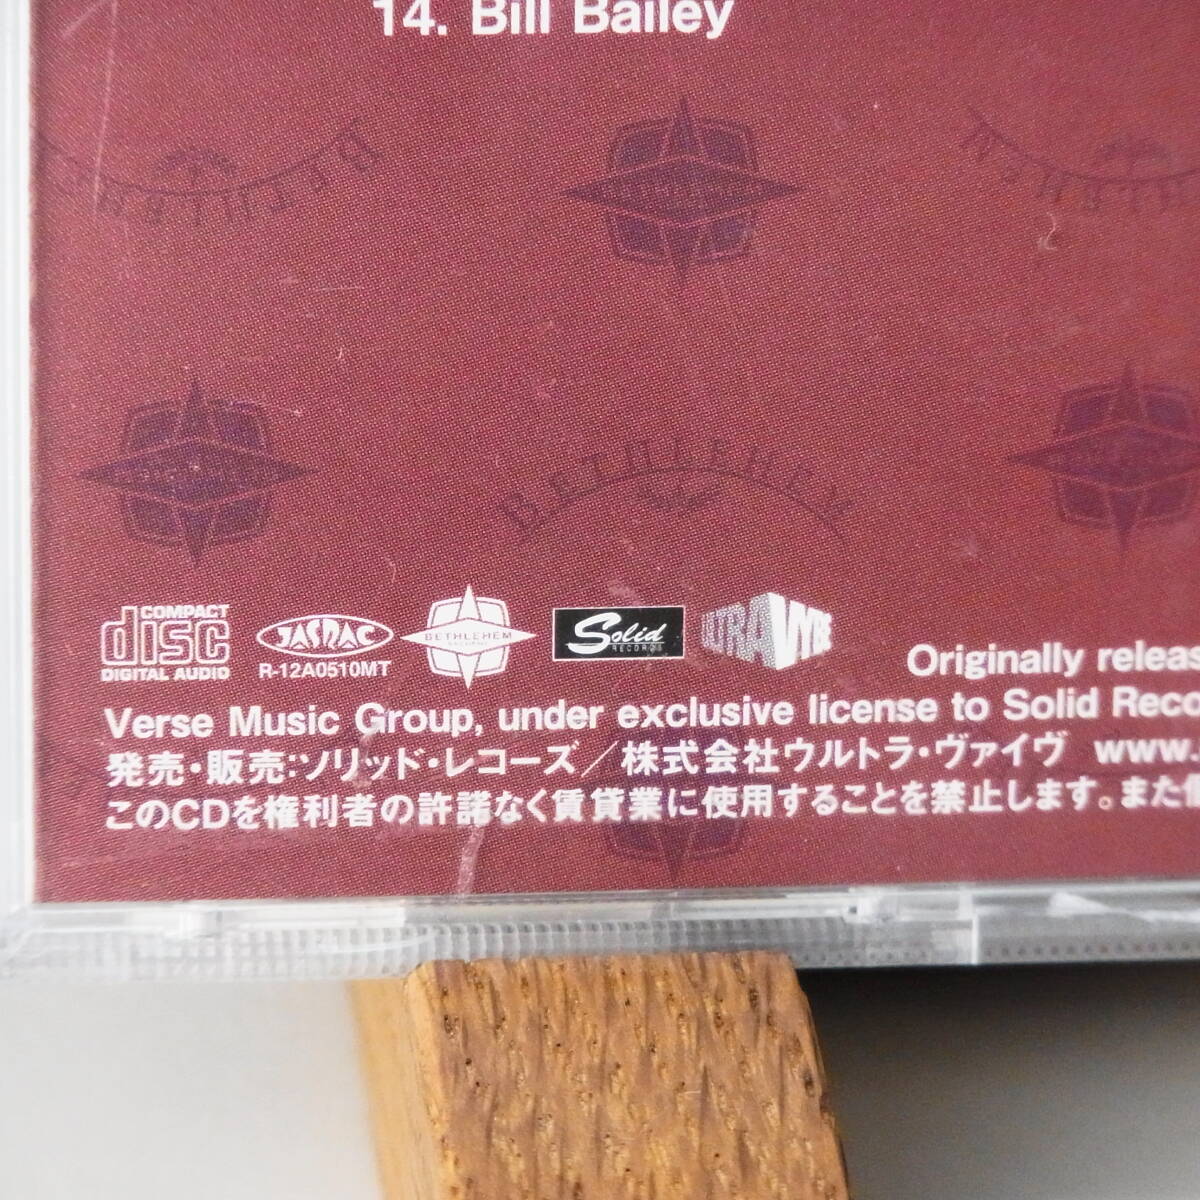 14. Bill Bailey
BETHLEHEM
BETHLEHEM
BETHLEHEM
COMPACT
disc
DIGITAL AUDIO
JASRAC
R-12A0510MT
BETHLEHEM
RECORDS
Solid
RECORDS
ULTRA VYBE
Originally releas
Verse Music Group, under exclusive license to Solid Reco
発売・販売:ソリッド・レコーズ／株式会社ウルトラ・ヴァイヴ www.
このCDを権利者の許諾なく賃貸業に使用することを禁止します。また